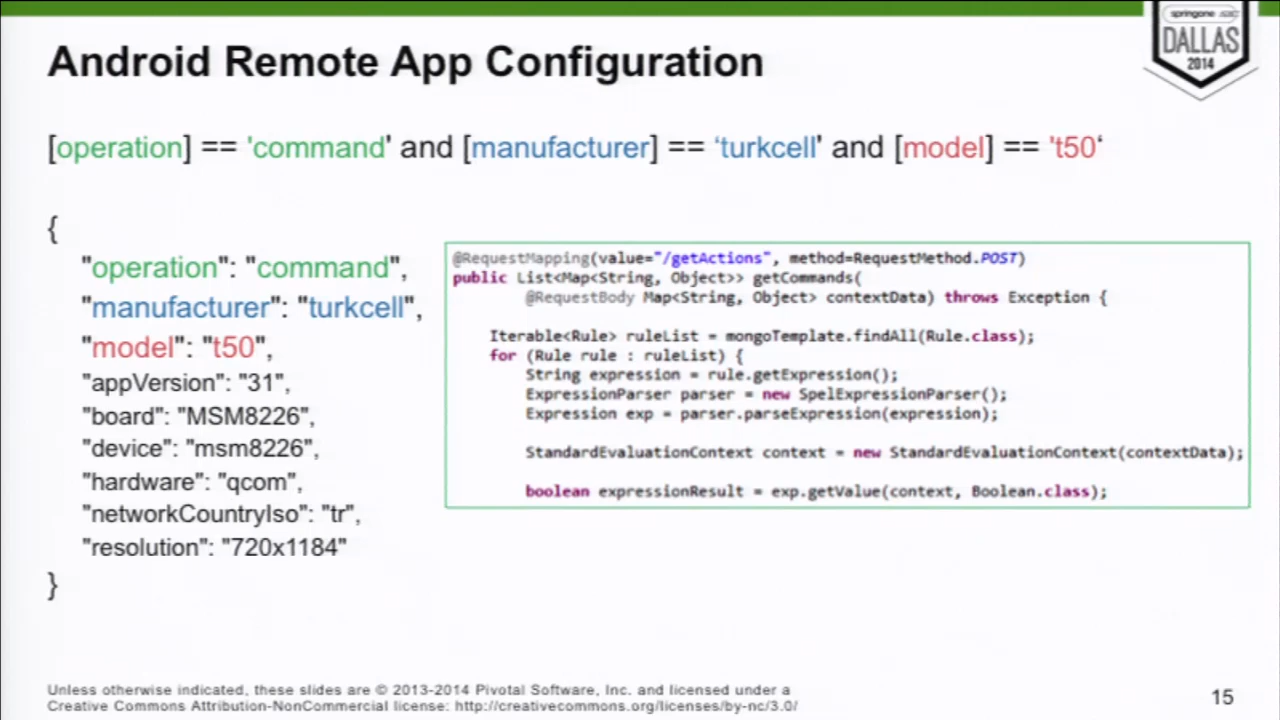 springone 2GX
DALLAS
2014
Android Remote App Configuration
[operation] == 'command' and [manufacturer] == ‘turkcell' and [model] == 't50‘
{
"operation": "command",
"manufacturer": "turkcell",
"model": "t50",
"appVersion": "31",
"board": "MSM8226",
"device": "msm8226",
"hardware": "qcom",
"networkCountryIso": "tr",
"resolution": "720x1184"
}
@RequestMapping(value="/getActions", method=RequestMethod.POST)
public List<Map<String, Object>> getCommands(
@RequestBody Map<String, Object> contextData) throws Exception {
Iterable<Rule> ruleList = mongoTemplate.findAll(Rule.class);
for (Rule rule : ruleList) {
String expression = rule.getExpression();
ExpressionParser parser = new SpelExpressionParser();
Expression exp = parser.parseExpression(expression);
StandardEvaluationContext context = new StandardEvaluationContext(contextData);
boolean expressionResult = exp.getValue(context, Boolean.class);
Unless otherwise indicated, these slides are © 2013-2014 Pivotal Software, Inc. and licensed under a
Creative Commons Attribution-NonCommercial license: http://creativecommons.org/licenses/by-nc/3.0/
15